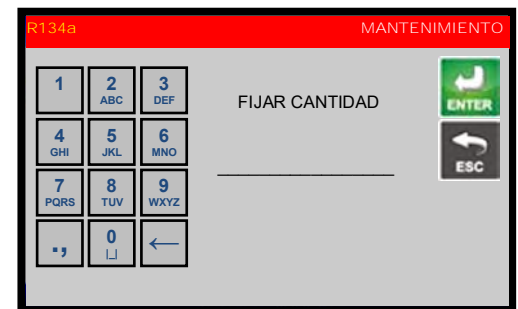 R134a MANTENIMIENTO
1 2 3
ABC DEF
FIJAR CANTIDAD
ENTER
4 5 6
GHI JKL MNO
ESC
7 8 9
PQRS TUV WXYZ
., 0 ←